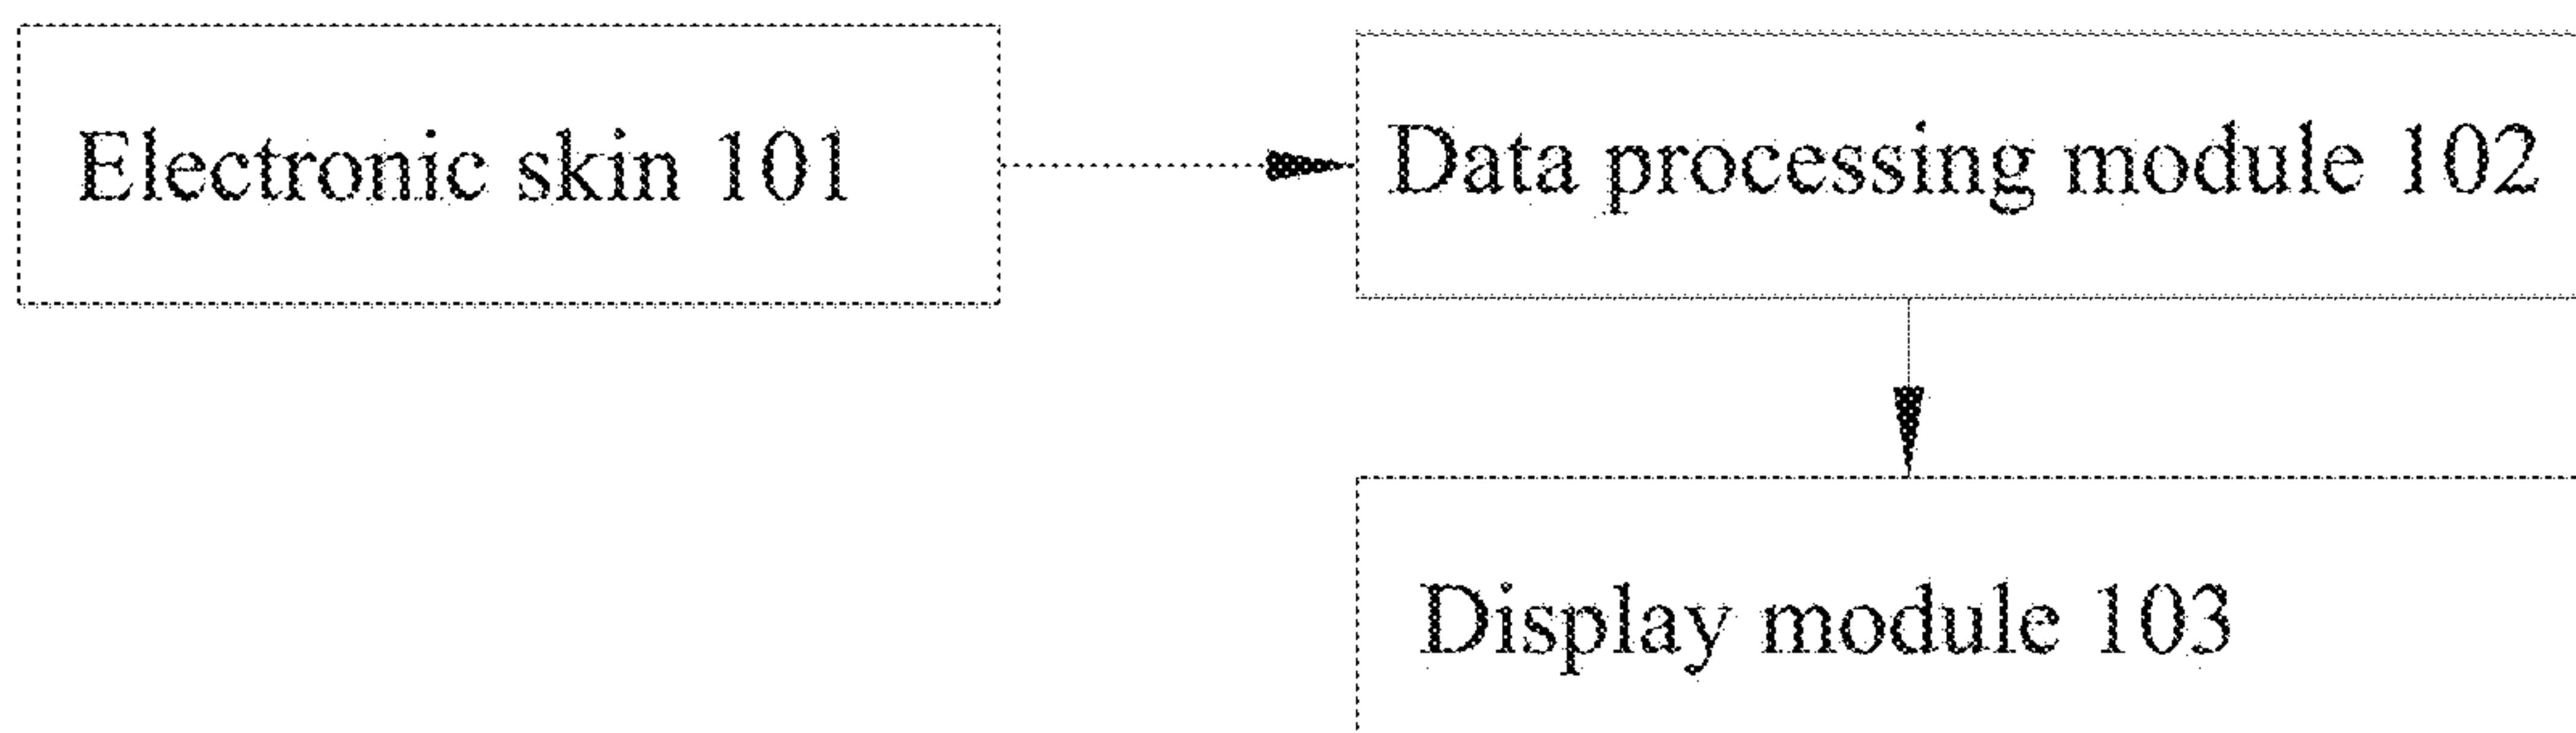 Electronic skin 101
Data processing module 102
Display module 103